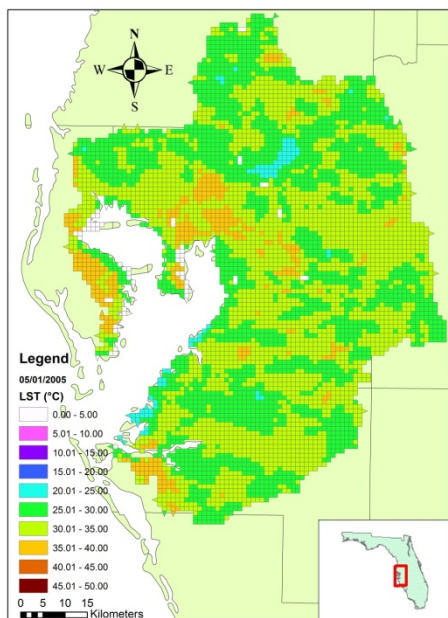 N
W E
S
Legend
05/01/2005
LST (°C)
0.00 - 5.00
5.01 - 10.00
10.01 - 15.00
15.01 - 20.00
20.01 - 25.00
25.01 - 30.00
30.01 - 35.00
35.01 - 40.00
40.01 - 45.00
45.01 - 50.00
0 5 10 15
Kilometers